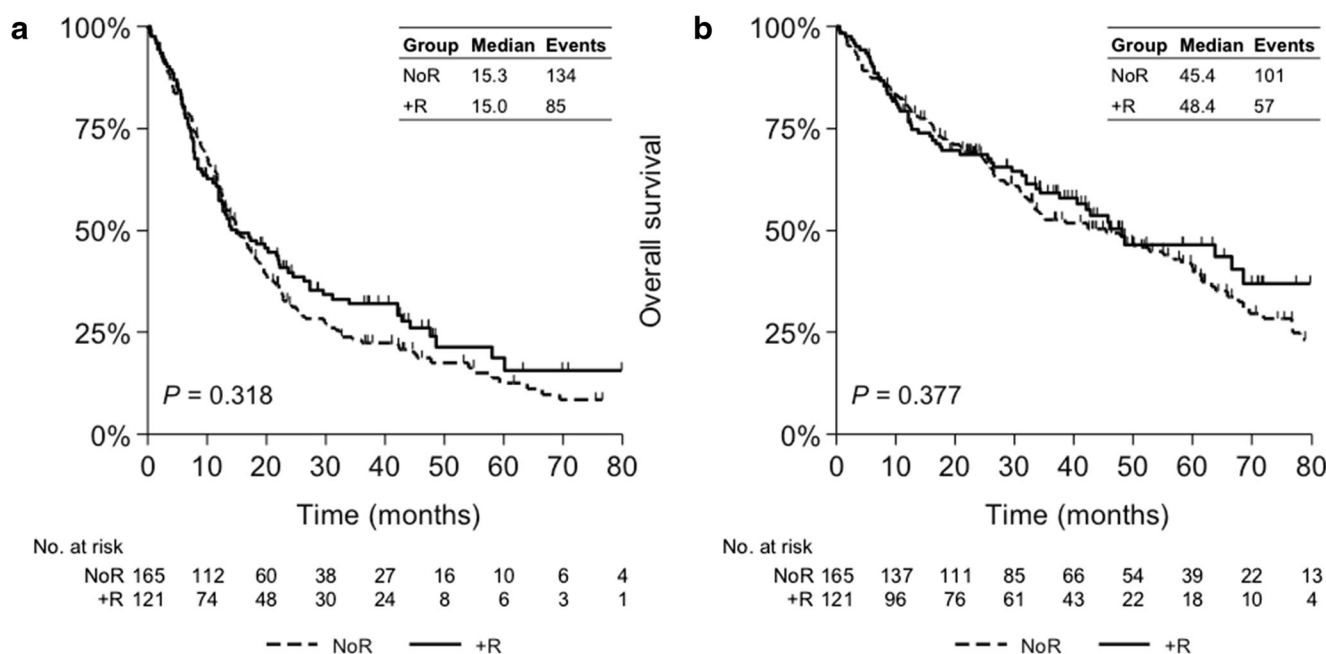 a
100%
75%
50%
25%
0%
Group Median Events
NoR 15.3 134
+R 15.0 85
P = 0.318
0 10 20 30 40 50 60 70 80
Time (months)
No. at risk
NoR 165 112 60 38 27 16 10 6 4
+R 121 74 48 30 24 8 6 3 1
NoR +R
b
Overall survival
100%
75%
50%
25%
0%
Group Median Events
NoR 45.4 101
+R 48.4 57
P = 0.377
0 10 20 30 40 50 60 70 80
Time (months)
No. at risk
NoR 165 137 111 85 66 54 39 22 13
+R 121 96 76 61 43 22 18 10 4
NoR +R